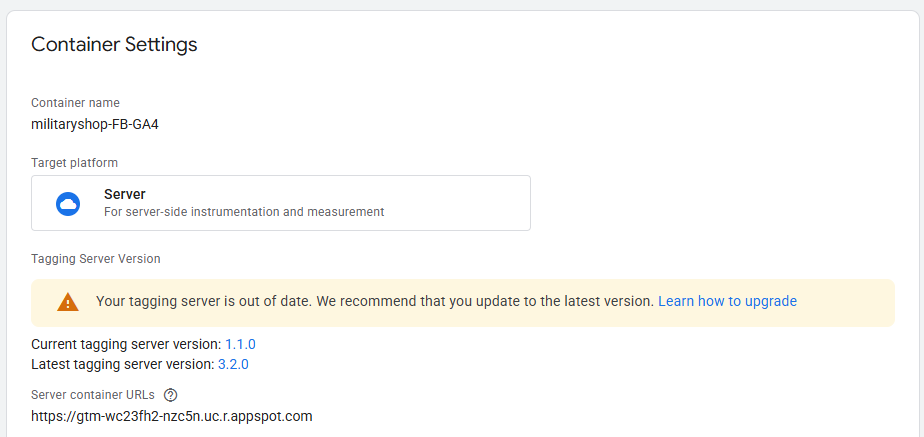 Container Settings
Container name
militaryshop-FB-GA4
Target platform
Server
For server-side instrumentation and measurement
Tagging Server Version
Your tagging server is out of date. We recommend that you update to the latest version. Learn how to upgrade
Current tagging server version: 1.1.0
Latest tagging server version: 3.2.0
Server container URLs
https://gtm-wc23fh2-nzc5n.uc.r.appspot.com